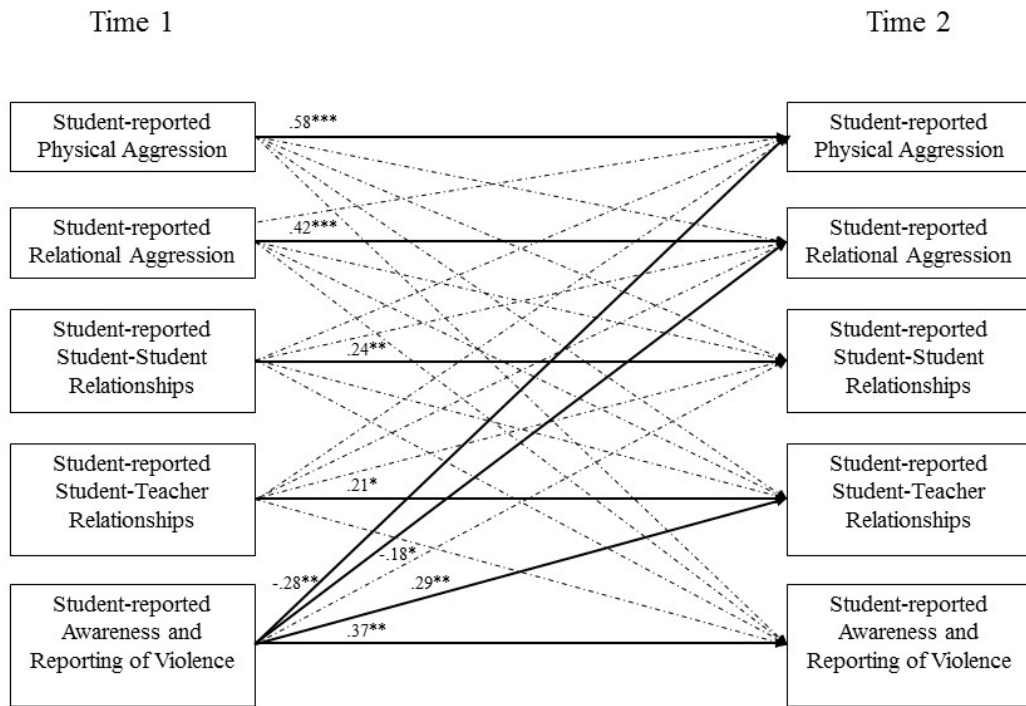 Time 1
Time 2
Student-reported
Physical Aggression
.58***
Student-reported
Physical Aggression
Student-reported
Relational Aggression
.42***
Student-reported
Relational Aggression
Student-reported
Student-Student
Relationships
.24**
Student-reported
Student-Student
Relationships
Student-reported
Student-Teacher
Relationships
.21*
Student-reported
Student-Teacher
Relationships
-.18*
-.28**
.29**
Student-reported
Awareness and
Reporting of Violence
.37**
Student-reported
Awareness and
Reporting of Violence